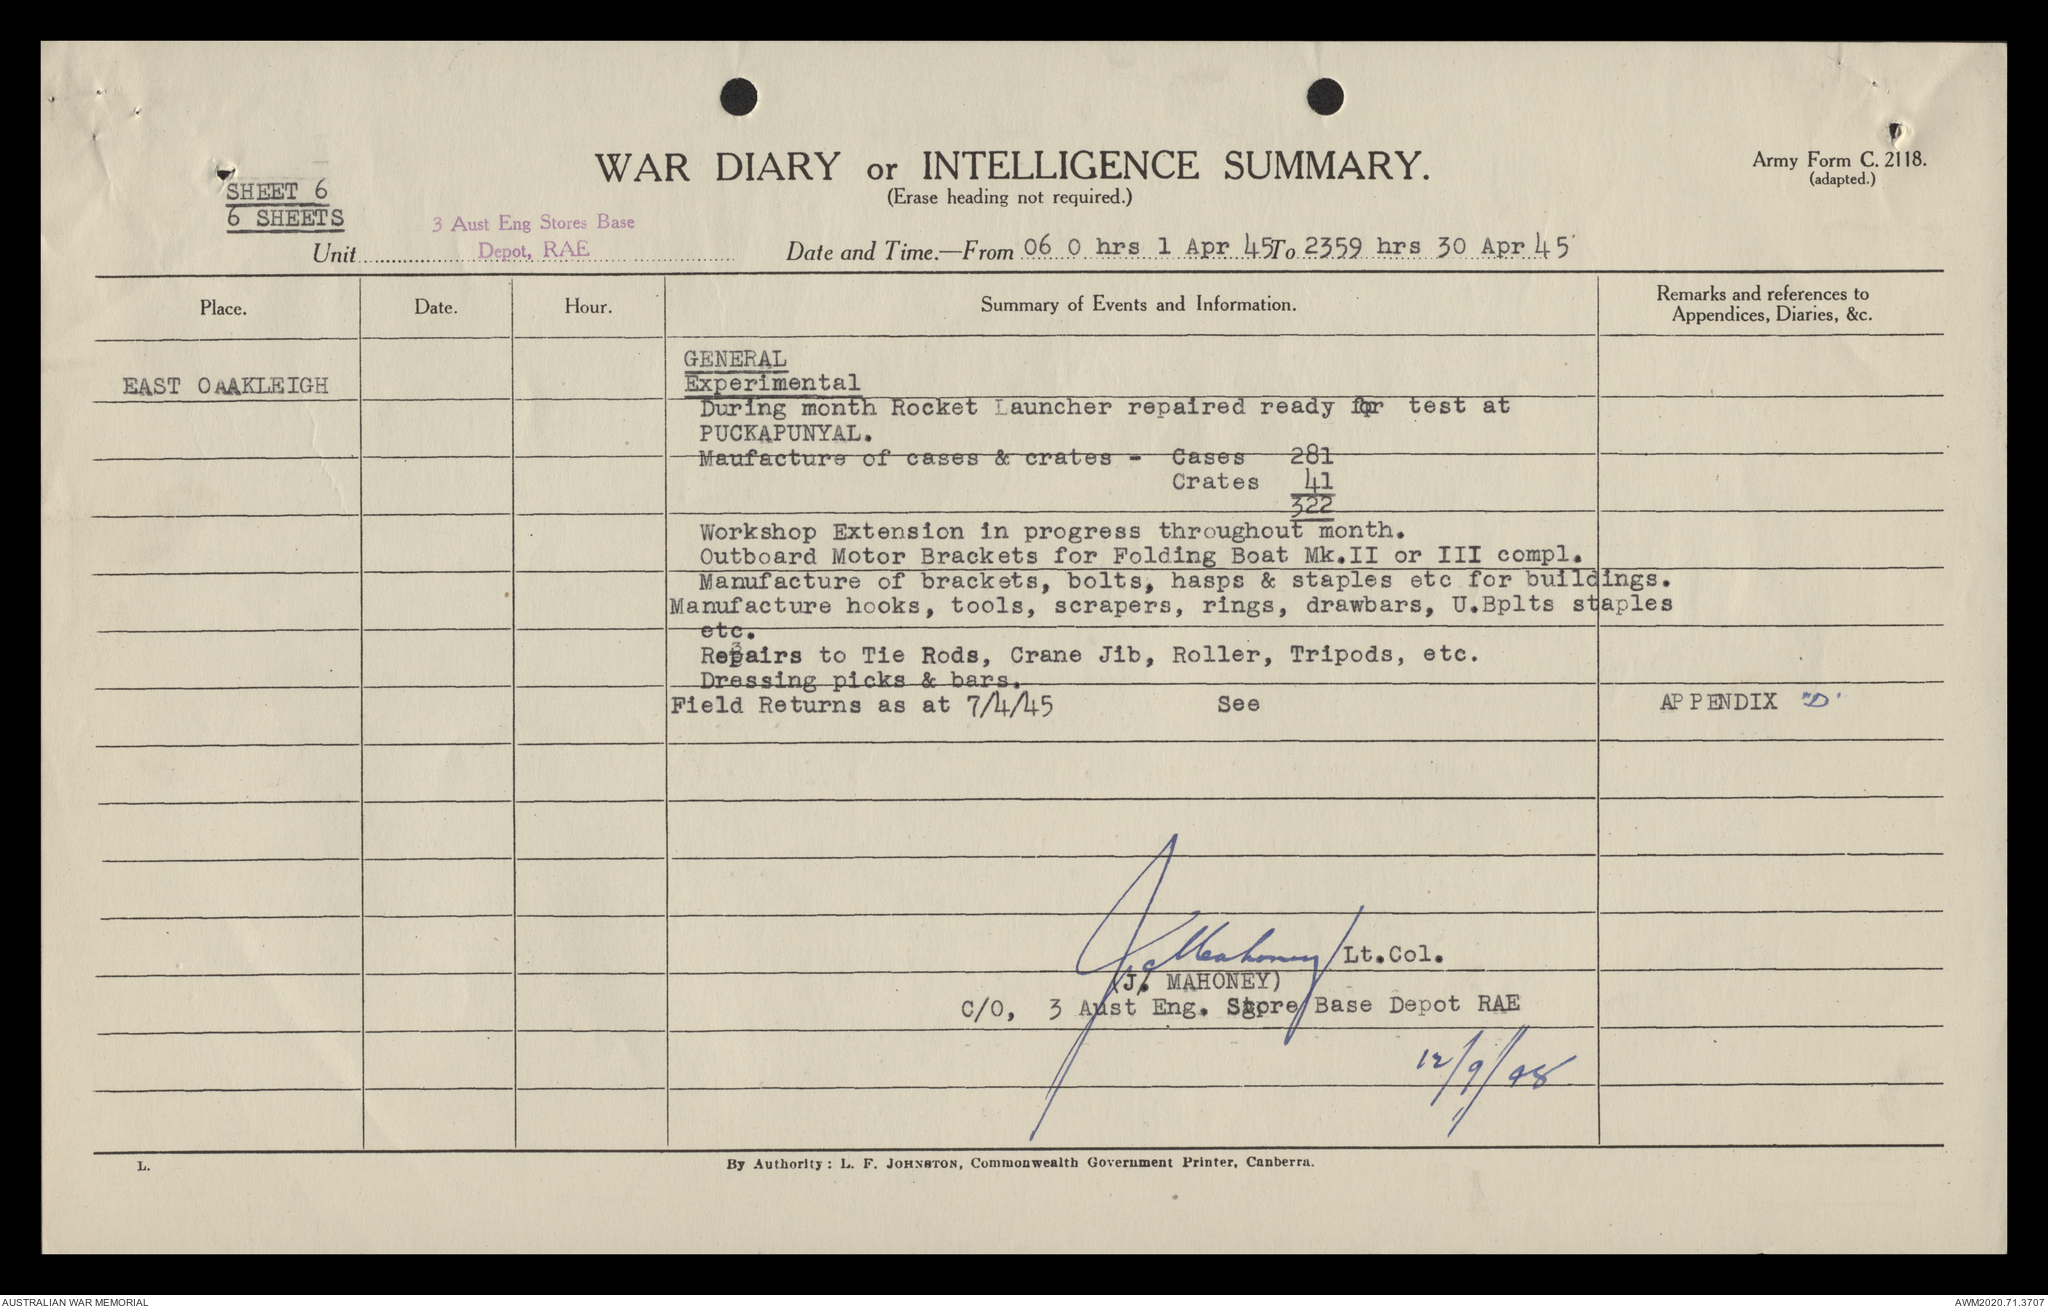 WAR DIARY or INTELLIGENCE SUMMARY.
(Erase heading not required.)
Army Form C. 2118.
(adapted.)
SHEET 6
6 SHEETS
Unit 3 Aust Eng Stores Base
Depot, RAE
Date and Time.—From 06 0 hrs 1 Apr 45 To 2359 hrs 30 Apr 45
Place.
Date.
Hour.
Summary of Events and Information.
Remarks and references to
Appendices, Diaries, &c.
GENERAL
EAST OAAKLEIGH
Experimental
During month Rocket Launcher repaired ready for test at
PUCKAPUNYAL.
Maufacture of cases & crates - Cases 281
Crates 41
322
Workshop Extension in progress throughout month.
Outboard Motor Brackets for Folding Boat Mk.II or III compl.
Manufacture of brackets, bolts, hasps & staples etc for buildings.
Manufacture hooks, tools, scrapers, rings, drawbars, U.Bplts staples
etc.
Repairs to Tie Rods, Crane Jib, Roller, Tripods, etc.
Dressing picks & bars.
Field Returns as at 7/4/45 See APPENDIX "D"
J Mahoney Lt.Col.
(J. MAHONEY)
C/O, 3 Aust Eng. Store Base Depot RAE
12/9/45
L.
By Authority: L. F. JOHNSTON, Commonwealth Government Printer, Canberra.
AUSTRALIAN WAR MEMORIAL
AWM2020.71.3707